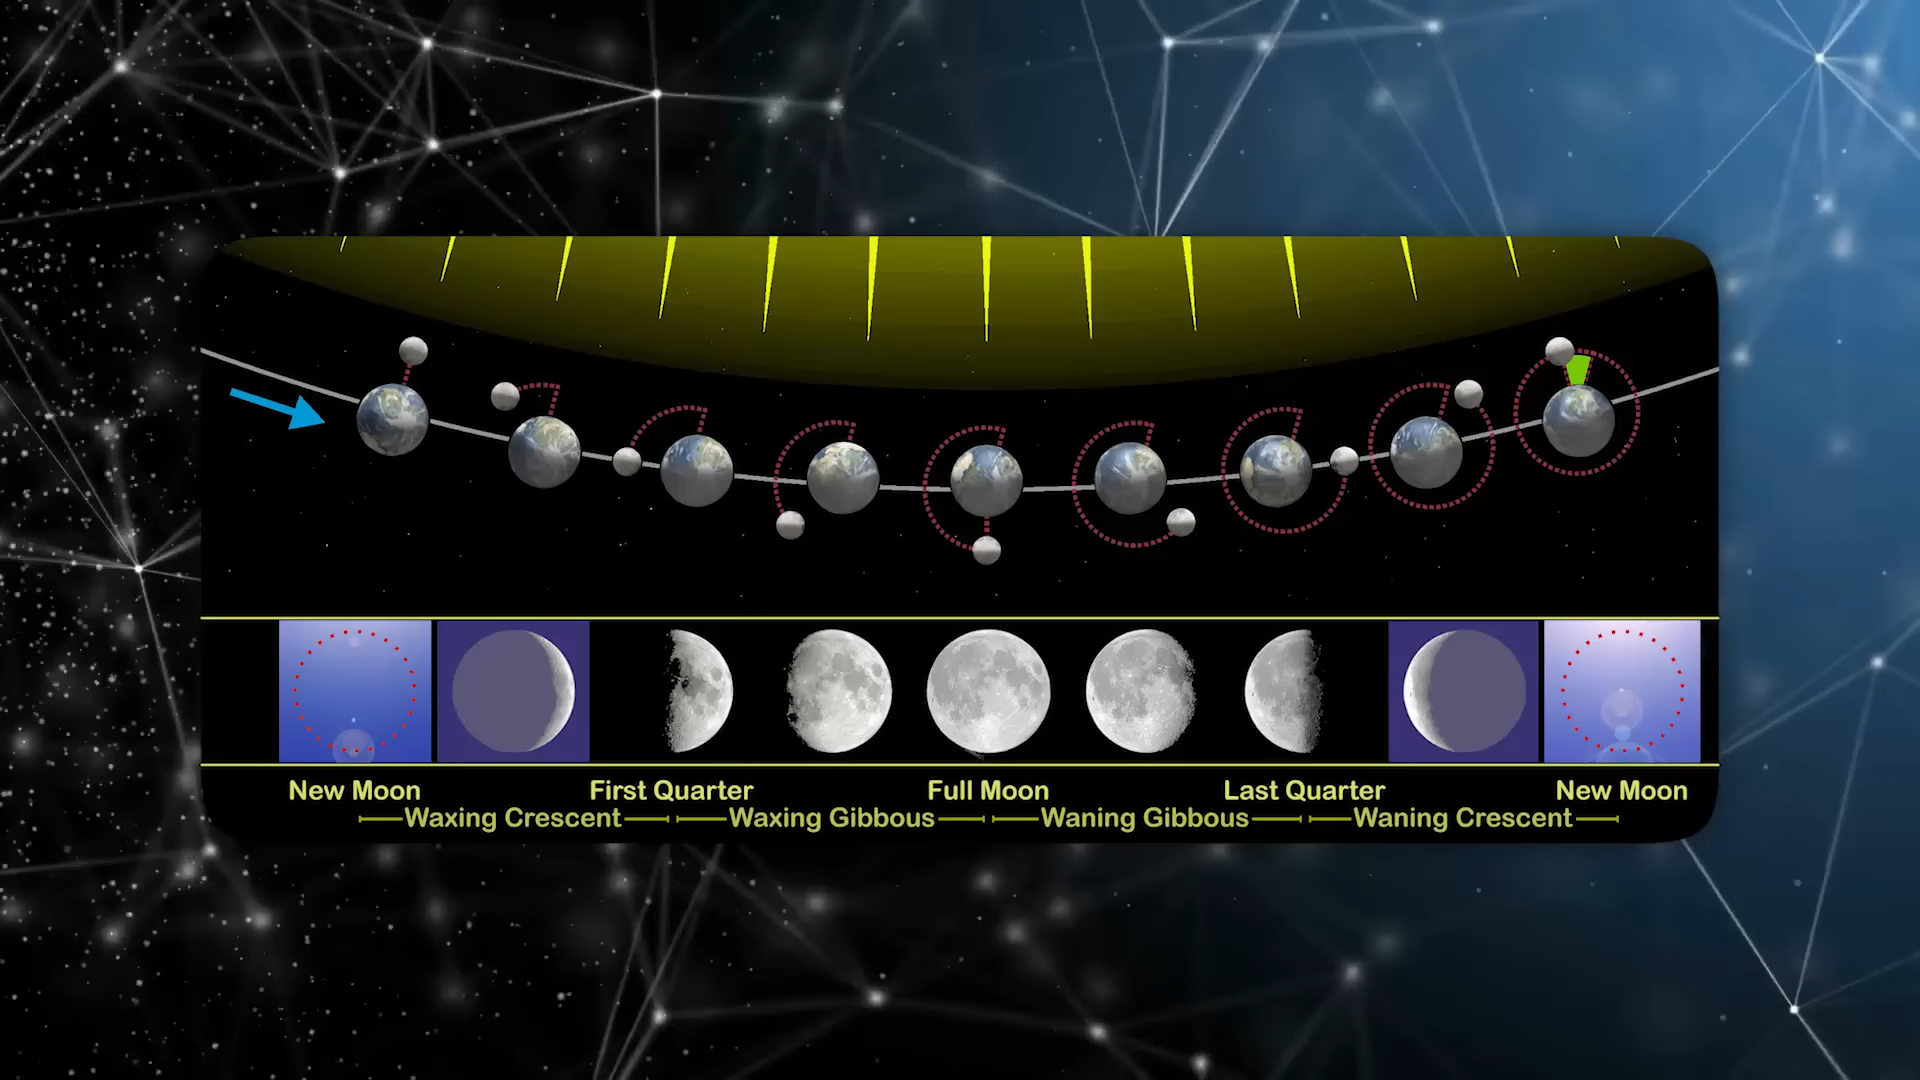 New Moon First Quarter Full Moon Last Quarter New Moon
Waxing Crescent Waxing Gibbous Waning Gibbous Waning Crescent